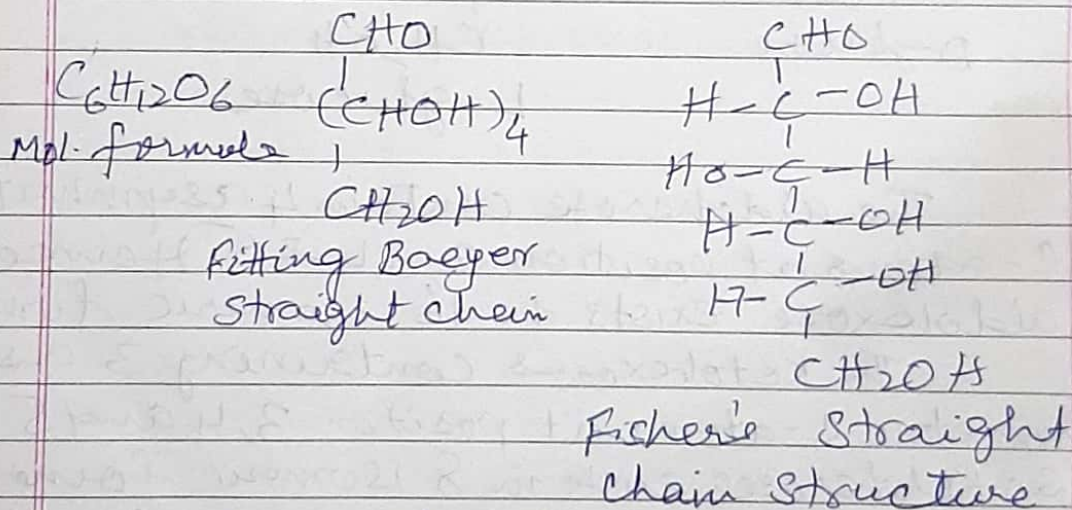 CHO
C6H12O6 (CHOH)4
Mol. formula
CH2OH
Fitting Baeyer
straight chain
CHO
H-C-OH
HO-C-H
H-C-OH
H-C-OH
CH2OH
Fisher's Straight
chain structure